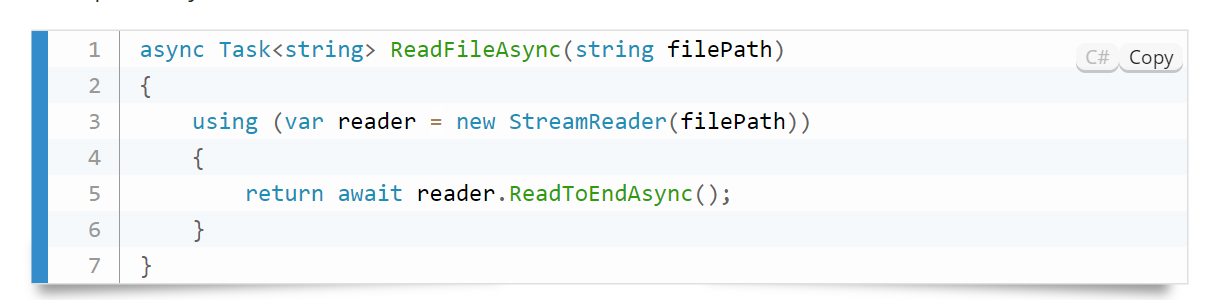 1 async Task<string> ReadFileAsync(string filePath)
C# Copy
2 {
3     using (var reader = new StreamReader(filePath))
4     {
5         return await reader.ReadToEndAsync();
6     }
7 }